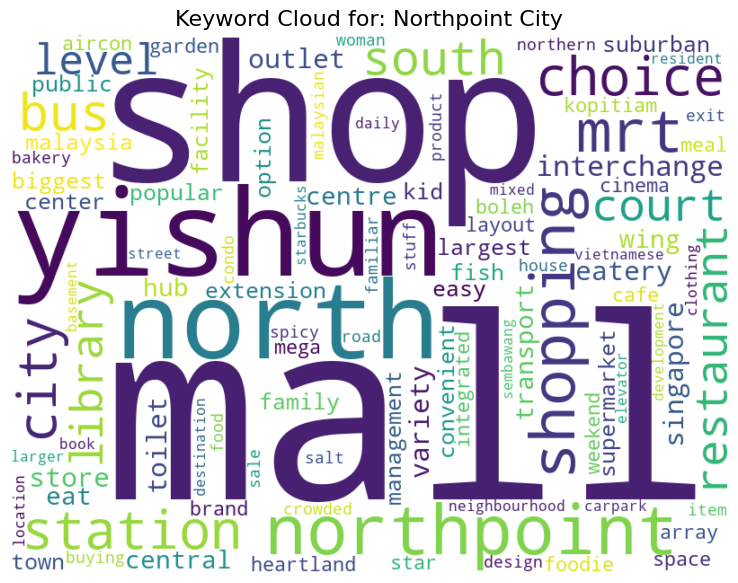 Keyword Cloud for: Northpoint City
aircon
garden
woman
northern
suburban
level
outlet
south
resident
public
shop
choice
bus
facility
option
malaysian
daily
product
kopitiam
exit
mrt
meal
malaysia
bakery
biggest
center
popular
centre
kid
mixed
interchange
cinema
boleh
court
yishun
starbucks
familiar
stuff
layout
largest
shopping
wing
street
condo
fish
house
vietnamese
eatery
clothing
basement
hub
extension
easy
cafe
library
north
city
spicy
mega
road
convenient
integrated
sembawang
transport
supermarket
elevator
development
singapore
restaurant
mall
family
variety
management
weekend
toilet
destination
food
sale
salt
book
larger
store
eat
location
brand
crowded
neighbourhood
carpark
item
station
northpoint
array
town
buying
central
heartland
star
design
foodie
space